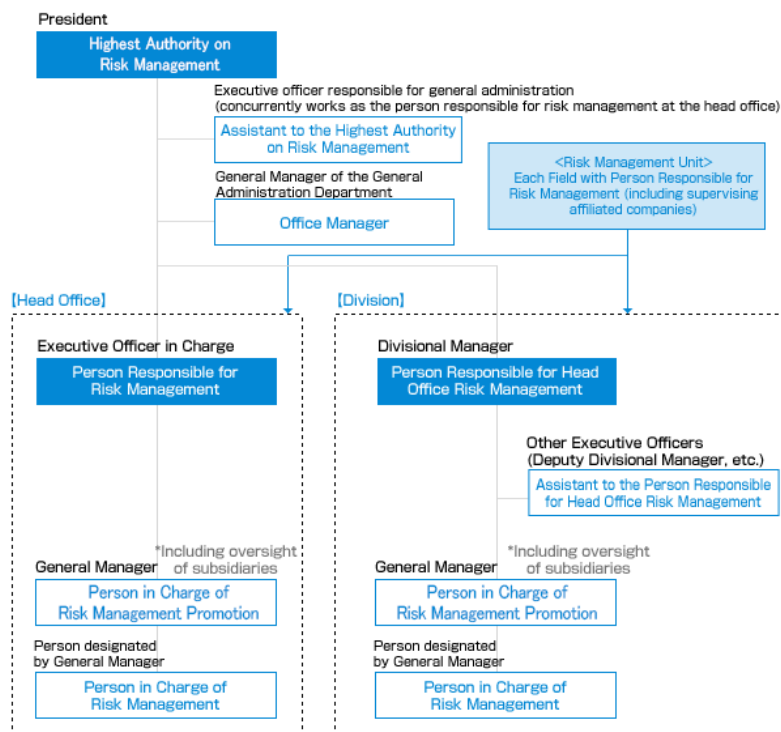 President
Highest Authority on
Risk Management
Executive officer responsible for general administration
(concurrently works as the person responsible for risk management at the head office)
Assistant to the Highest Authority
on Risk Management
<Risk Management Unit>
Each Field with Person Responsible for
Risk Management (including supervising
affiliated companies)
General Manager of the General
Administration Department
Office Manager
【Head Office】
Executive Officer in Charge
Person Responsible for
Risk Management
*Including oversight
of subsidiaries
General Manager
Person in Charge of
Risk Management Promotion
Person designated
by General Manager
Person in Charge of
Risk Management
【Division】
Divisional Manager
Person Responsible for Head
Office Risk Management
Other Executive Officers
(Deputy Divisional Manager, etc.)
Assistant to the Person Responsible
for Head Office Risk Management
*Including oversight
of subsidiaries
General Manager
Person in Charge of
Risk Management Promotion
Person designated
by General Manager
Person in Charge of
Risk Management